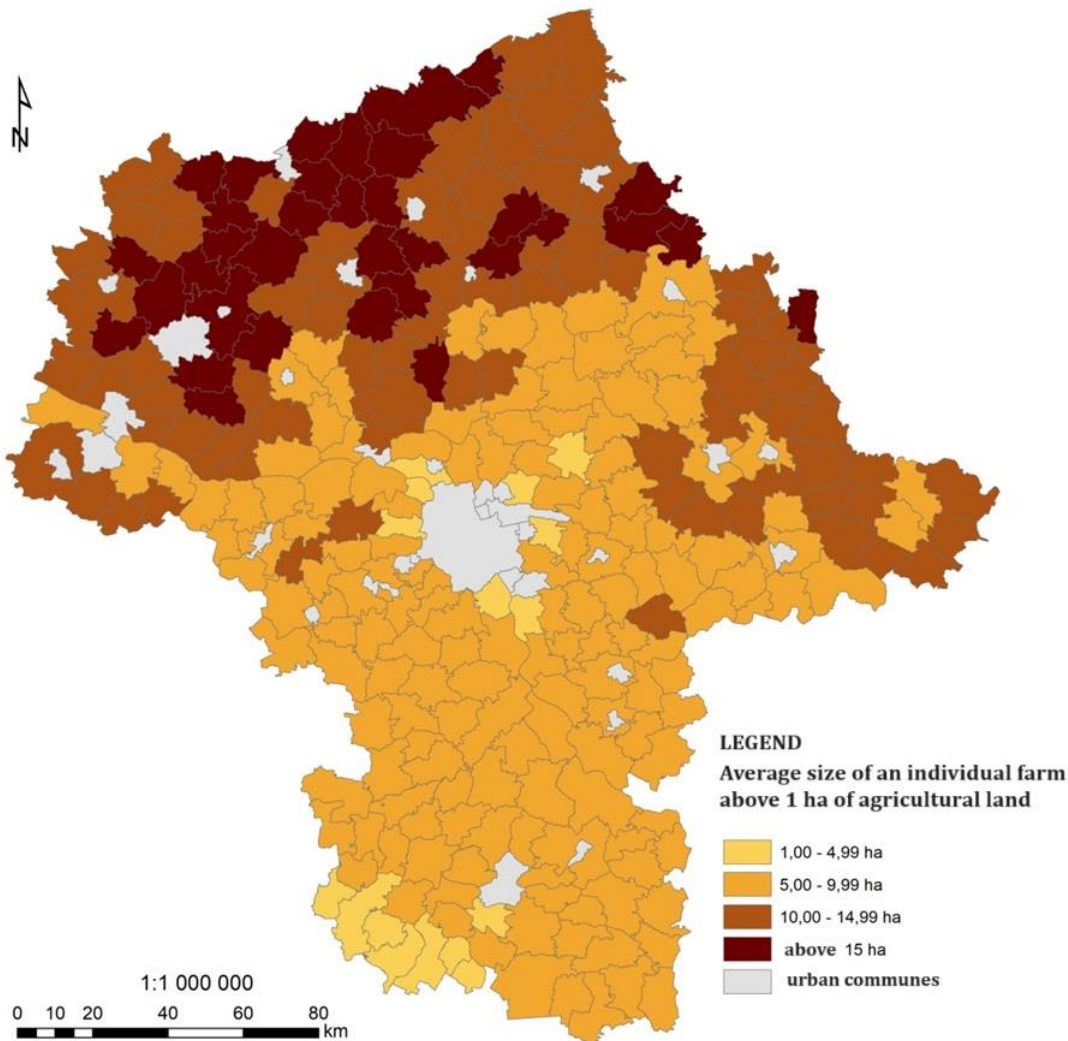 N
LEGEND
Average size of an individual farm
above 1 ha of agricultural land
1,00 - 4,99 ha
5,00 - 9,99 ha
10,00 - 14,99 ha
above 15 ha
urban communes
1:1 000 000
0 10 20 40 60 80
km